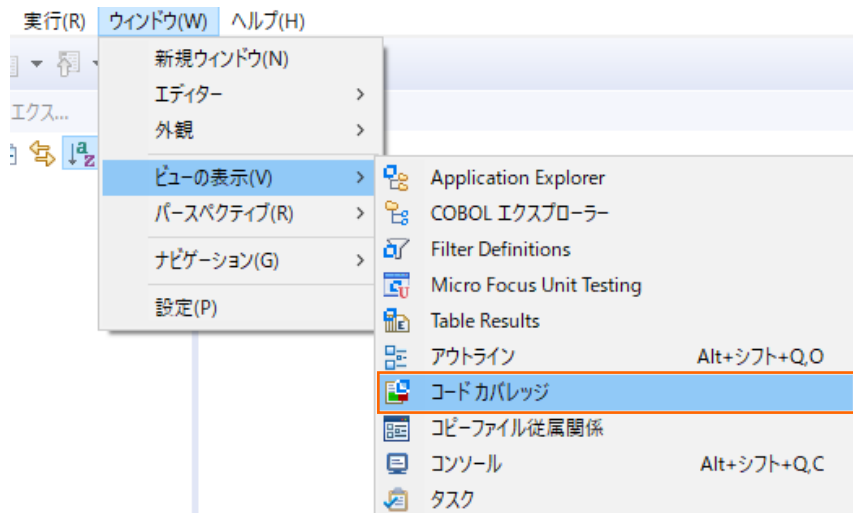 実行(R) ウィンドウ(W) ヘルプ(H)
新規ウィンドウ(N)
エディター
エクス...
外観
ビューの表示(V)
パースペクティブ(R)
ナビゲーション(G)
設定(P)
Application Explorer
COBOL エクスプローラー
Filter Definitions
Micro Focus Unit Testing
Table Results
アウトライン Alt+シフト+Q,O
コード カバレッジ
コピーファイル従属関係
コンソール Alt+シフト+Q,C
タスク